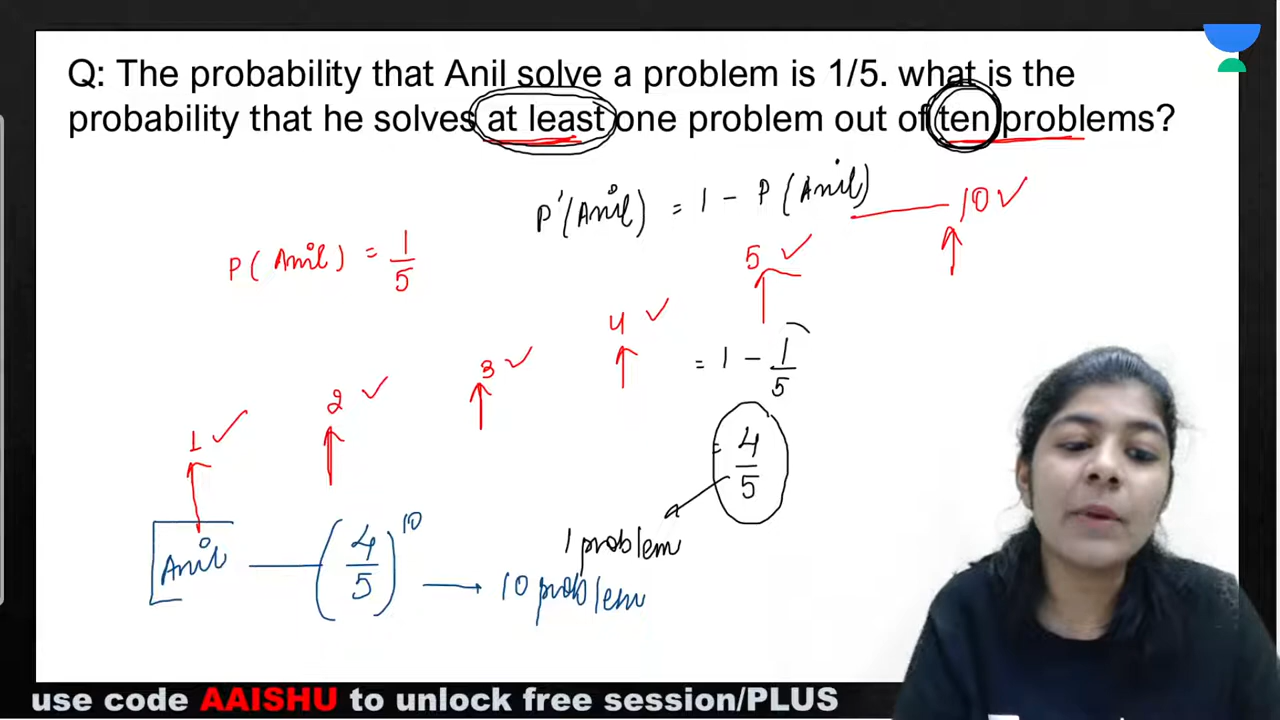 Q: The probability that Anil solve a problem is 1/5. what is the
probability that he solves at least one problem out of ten problems?
P'(Anil) = 1 - P(Anil)
10 ✓
P(Anil) = 1/5
5 ✓
4 ✓
= 1 - 1/5
3 ✓
2 ✓
1 ✓
= 4/5
1 problem
Anil — (4/5)^10 → 10 problem
use code AAISHU to unlock free session/PLUS